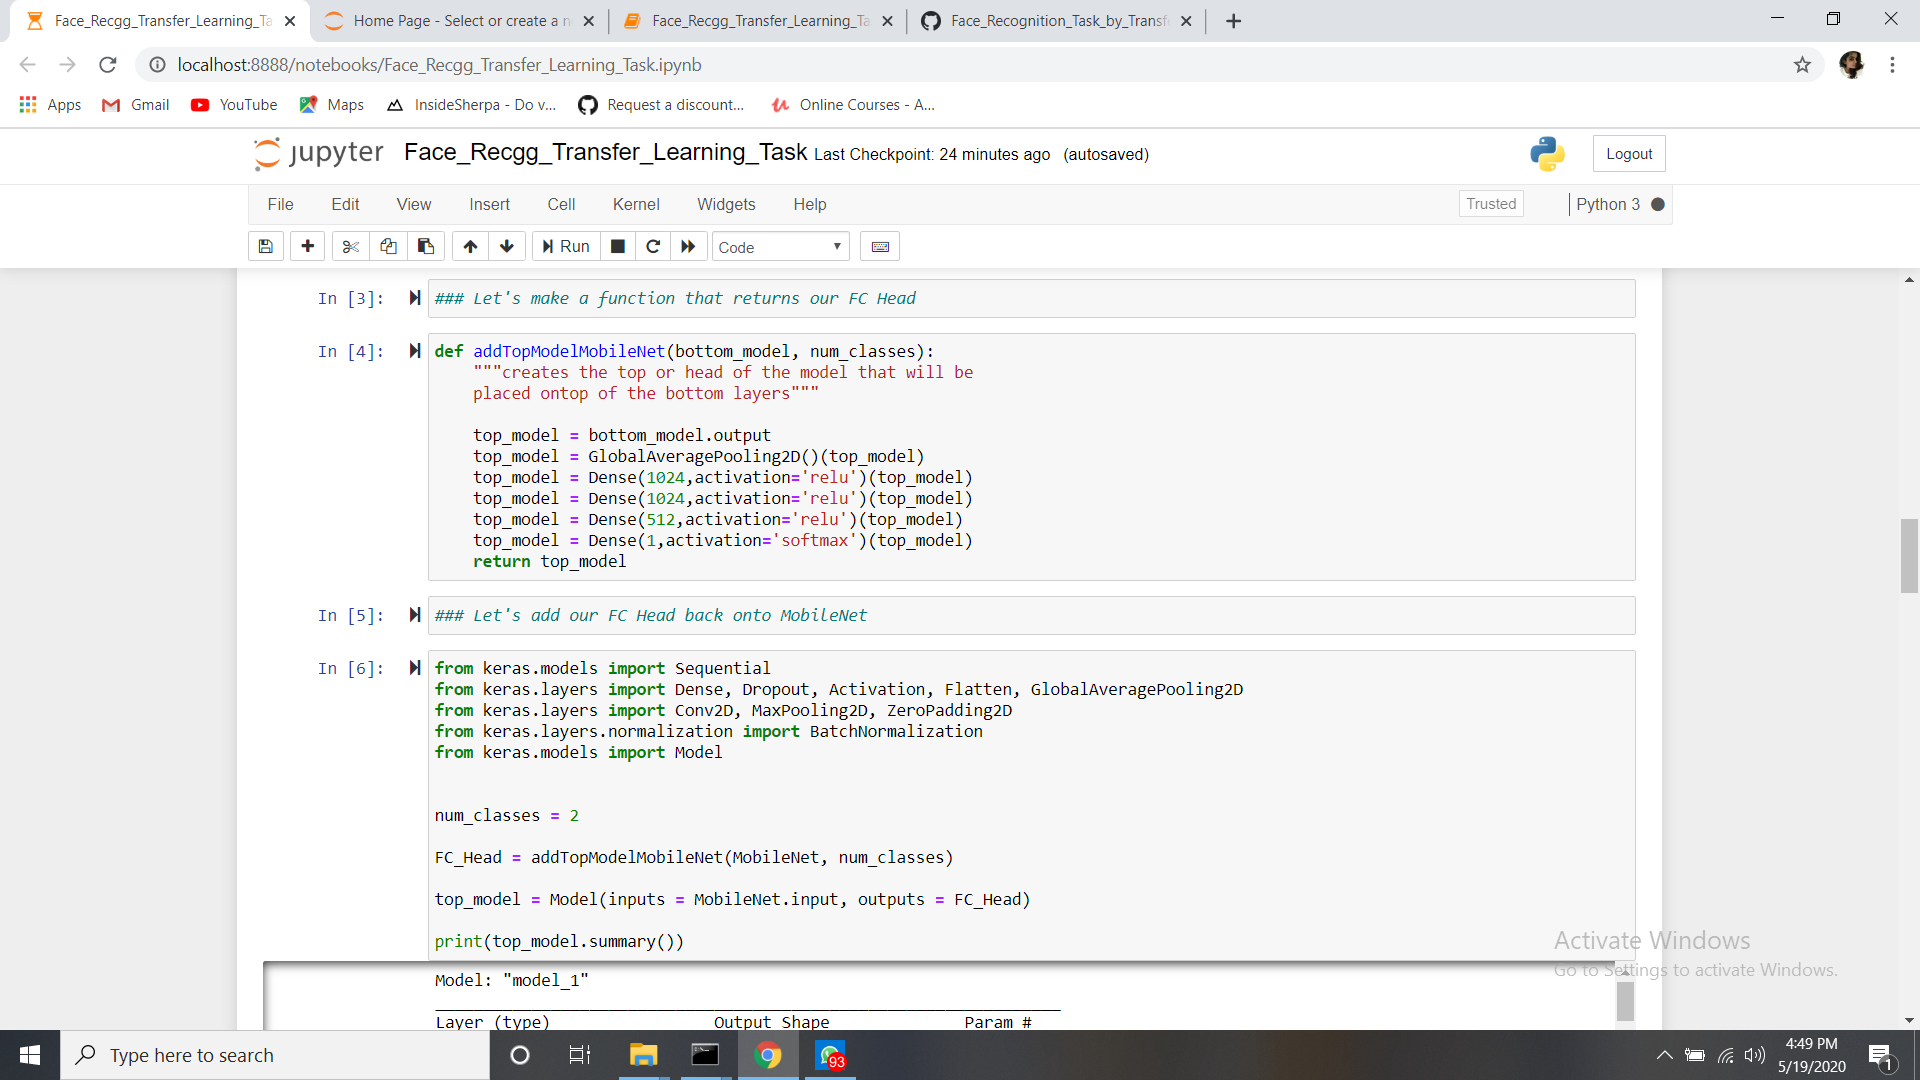 Face_Recgg_Transfer_Learning_Ta
Home Page - Select or create a n
Face_Recgg_Transfer_Learning_Ta
Face_Recognition_Task_by_Transf
localhost:8888/notebooks/Face_Recgg_Transfer_Learning_Task.ipynb
Apps
Gmail
YouTube
Maps
InsideSherpa - Do v...
Request a discount...
Online Courses - A...
jupyter
Face_Recgg_Transfer_Learning_Task
Last Checkpoint: 24 minutes ago (autosaved)
Logout
File
Edit
View
Insert
Cell
Kernel
Widgets
Help
Trusted
Python 3
Run
Code
In [3]:
### Let's make a function that returns our FC Head
In [4]:
def addTopModelMobileNet(bottom_model, num_classes):
    """creates the top or head of the model that will be
    placed ontop of the bottom layers"""
    top_model = bottom_model.output
    top_model = GlobalAveragePooling2D()(top_model)
    top_model = Dense(1024,activation='relu')(top_model)
    top_model = Dense(1024,activation='relu')(top_model)
    top_model = Dense(512,activation='relu')(top_model)
    top_model = Dense(1,activation='softmax')(top_model)
    return top_model
In [5]:
### Let's add our FC Head back onto MobileNet
In [6]:
from keras.models import Sequential
from keras.layers import Dense, Dropout, Activation, Flatten, GlobalAveragePooling2D
from keras.layers import Conv2D, MaxPooling2D, ZeroPadding2D
from keras.layers.normalization import BatchNormalization
from keras.models import Model
num_classes = 2
FC_Head = addTopModelMobileNet(MobileNet, num_classes)
top_model = Model(inputs = MobileNet.input, outputs = FC_Head)
print(top_model.summary())
Model: "model_1"
Layer (type) Output Shape Param #
Activate Windows
Go to Settings to activate Windows.
Type here to search
93
4:49 PM
5/19/2020
1